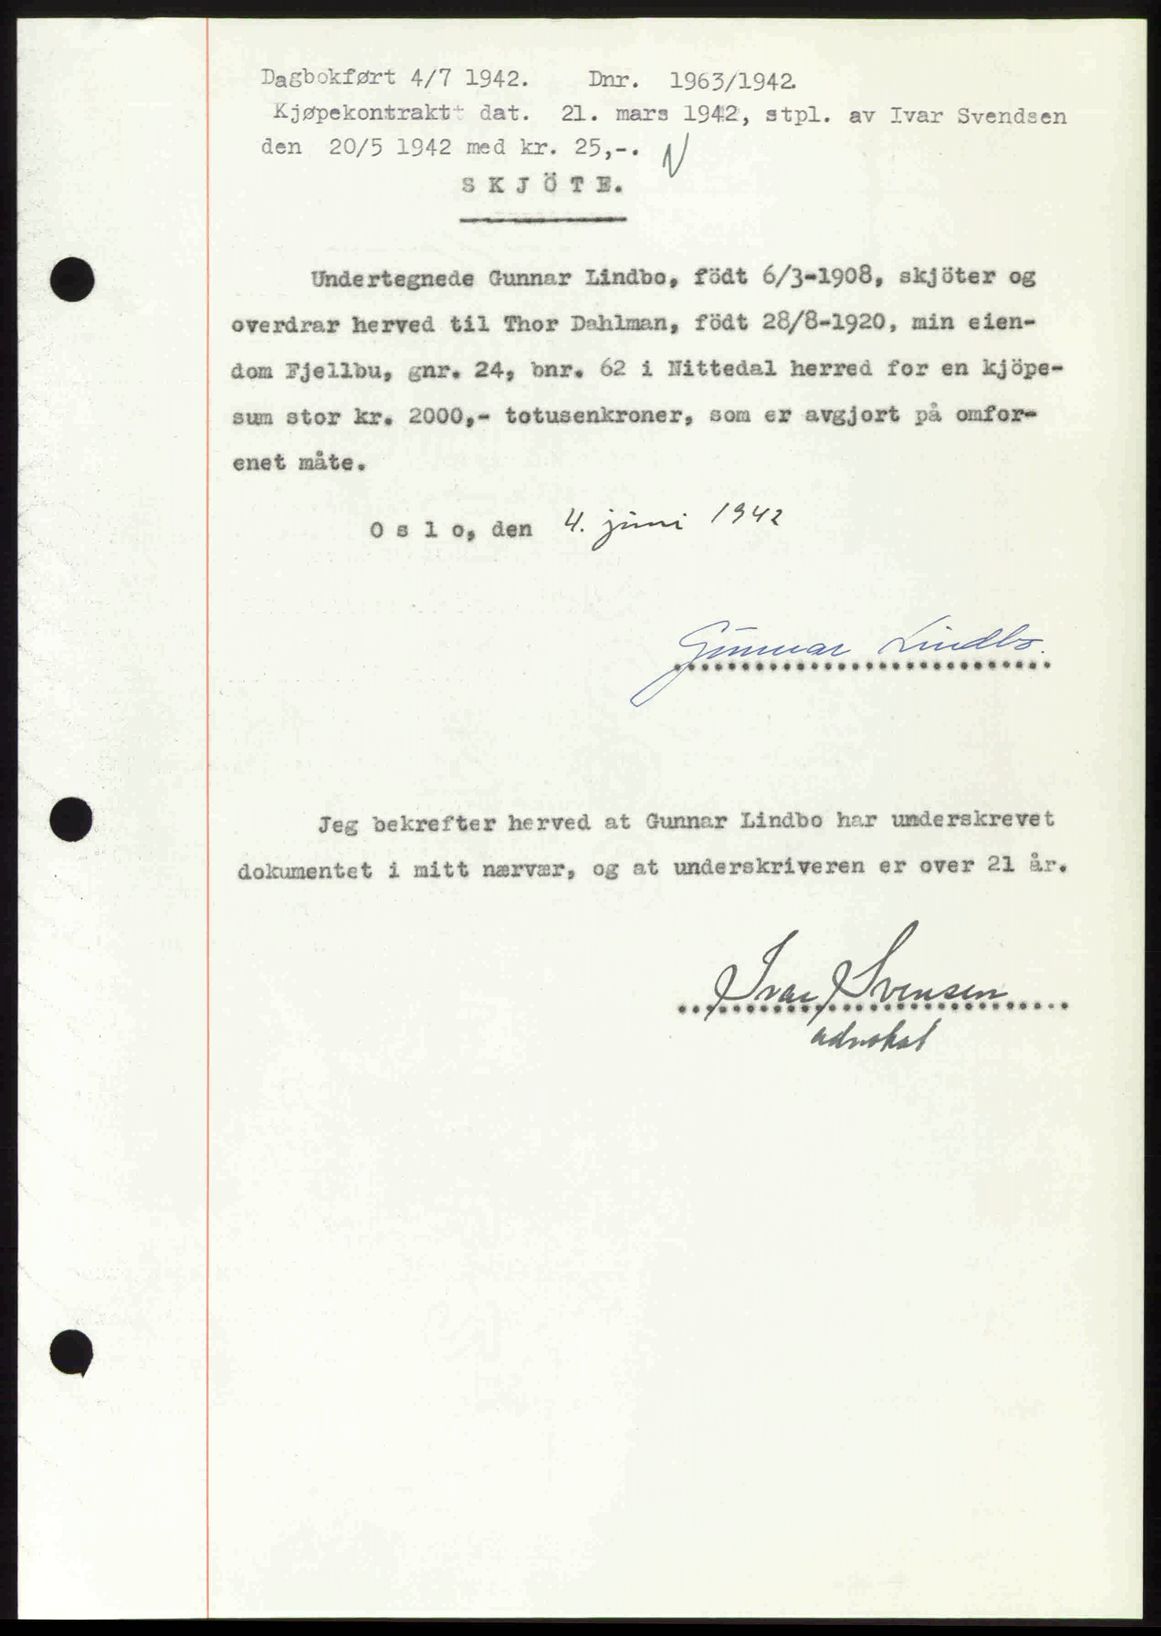 Dagbokført 4/7 1942. Dnr. 1963/1942.
Kjøpekontrakt dat. 21. mars 1942, stpl. av Ivar Svendsen
den 20/5 1942 med kr. 25,-. N
S K J Ö T E.
Undertegnede Gunnar Lindbo, födt 6/3-1908, skjöter og
overdrar herved til Thor Dahlman, födt 28/8-1920, min eien-
dom Fjellbu, gnr. 24, bnr. 62 i Nittedal herred for en kjöpe-
sum stor kr. 2000,- totusenkroner, som er avgjort på omfor-
enet måte.
O s l o, den 4. juni 1942
Gunnar Lindbo.
Jeg bekrefter herved at Gunnar Lindbo har underskrevet
dokumentet i mitt nærvær, og at underskriveren er over 21 år.
Ivar Svensen
advokat